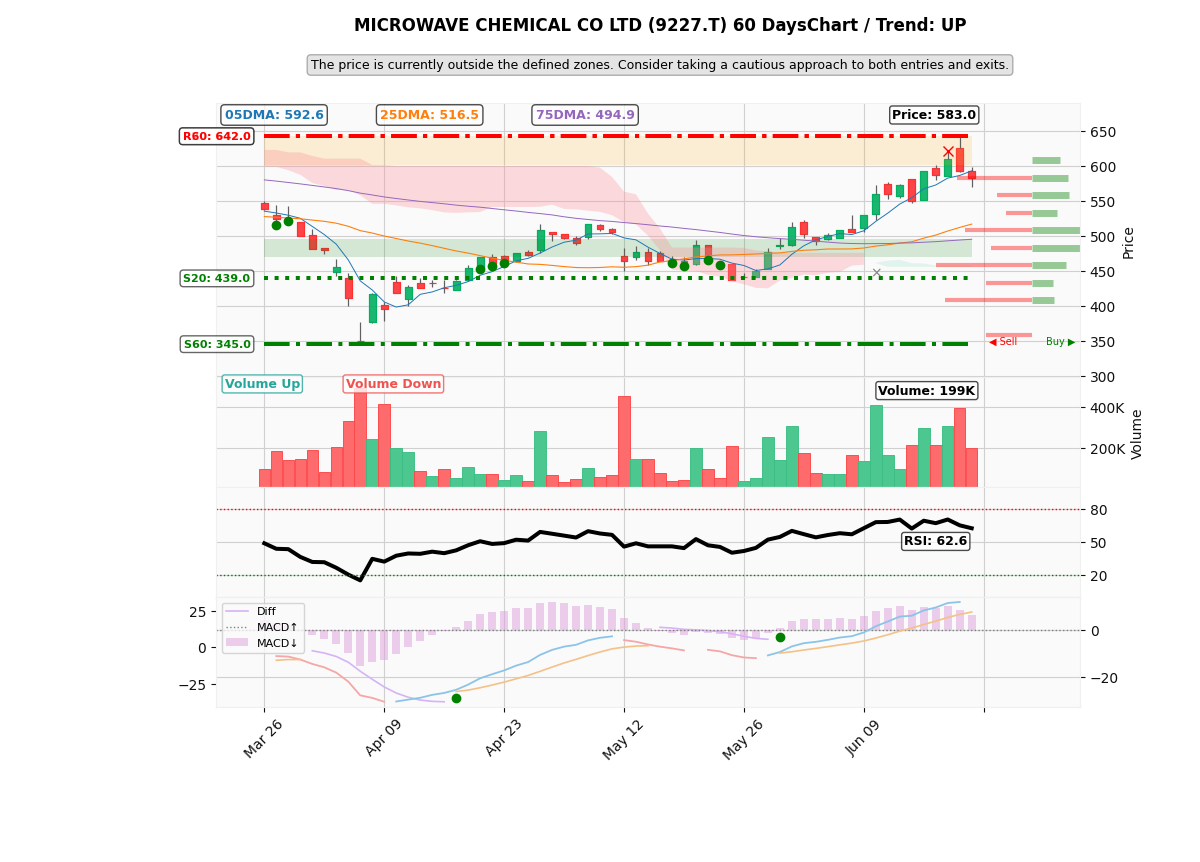 MICROWAVE CHEMICAL CO LTD (9227.T) 60 DaysChart / Trend: UP
The price is currently outside the defined zones. Consider taking a cautious approach to both entries and exits.
05DMA: 592.6
25DMA: 516.5
75DMA: 494.9
Price: 583.0
R60: 642.0
S20: 439.0
S60: 345.0
650
600
550
500
450
400
350
300
Price
◀ Sell
Buy ▶
Volume Up
Volume Down
Volume: 199K
400K
200K
Volume
80
50
20
RSI: 62.6
Diff
MACD↑
MACD↓
25
0
−25
0
−20
Mar 26
Apr 09
Apr 23
May 12
May 26
Jun 09